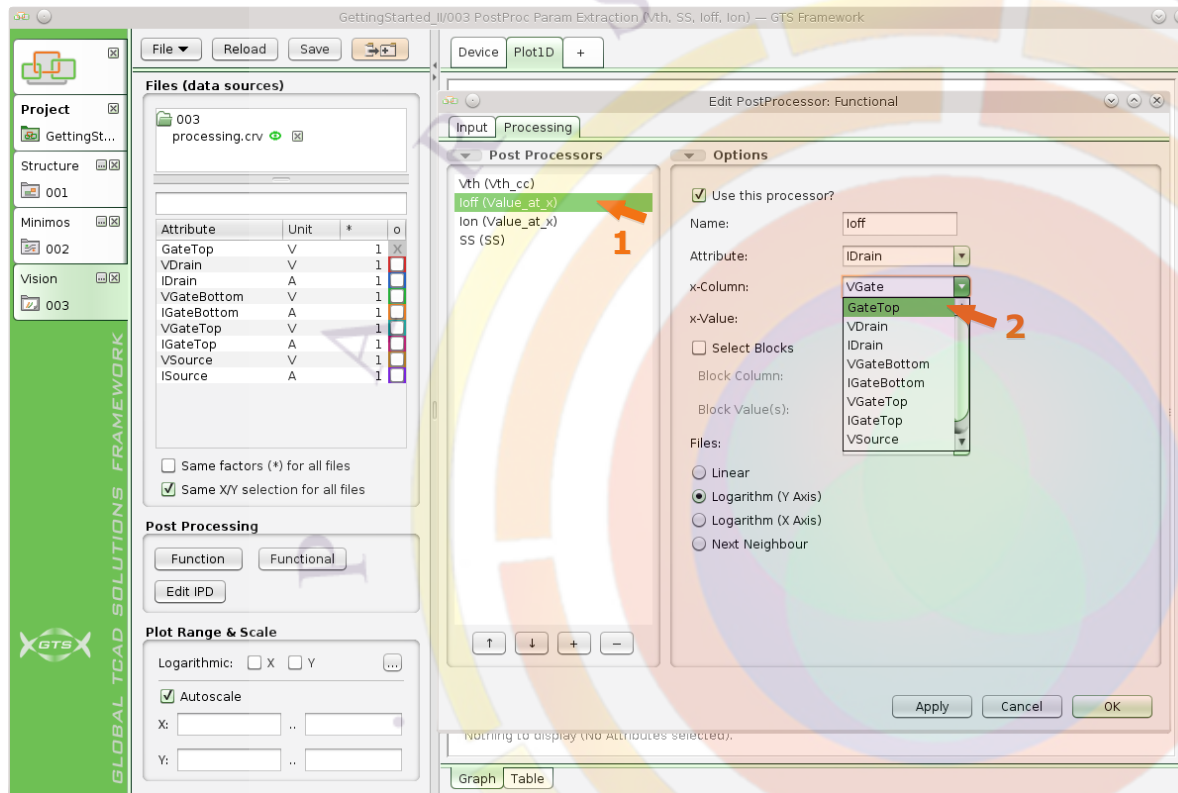 GettingStarted_II/003 PostProc Param Extraction (Vth, SS, Ioff, Ion) — GTS Framework
Project
GettingSt...
Structure
001
Minimos
002
Vision
003
GLOBAL TCAD SOLUTIONS FRAMEWORK
GTS
File
Reload
Save
Files (data sources)
003
processing.crv
Attribute Unit * o
GateTop V 1 X
VDrain V 1
IDrain A 1
VGateBottom V 1
IGateBottom A 1
VGateTop V 1
IGateTop A 1
VSource V 1
ISource A 1
Same factors (*) for all files
Same X/Y selection for all files
Post Processing
Function Functional
Edit IPD
Plot Range & Scale
Logarithmic: X Y ...
Autoscale
X: ..
Y: ..
Device Plot1D +
Edit PostProcessor: Functional
Input Processing
Post Processors
Vth (Vth_cc)
Ioff (Value_at_x)
Ion (Value_at_x)
SS (SS)
1
↑ ↓ + −
Options
Use this processor?
Name: Ioff
Attribute: IDrain
x-Column: VGate
GateTop
VDrain
IDrain
VGateBottom
IGateBottom
VGateTop
IGateTop
VSource
2
x-Value:
Select Blocks
Block Column:
Block Value(s):
Files:
Linear
Logarithm (Y Axis)
Logarithm (X Axis)
Next Neighbour
Apply Cancel OK
Nothing to display (No Attributes selected).
Graph Table
P A R S